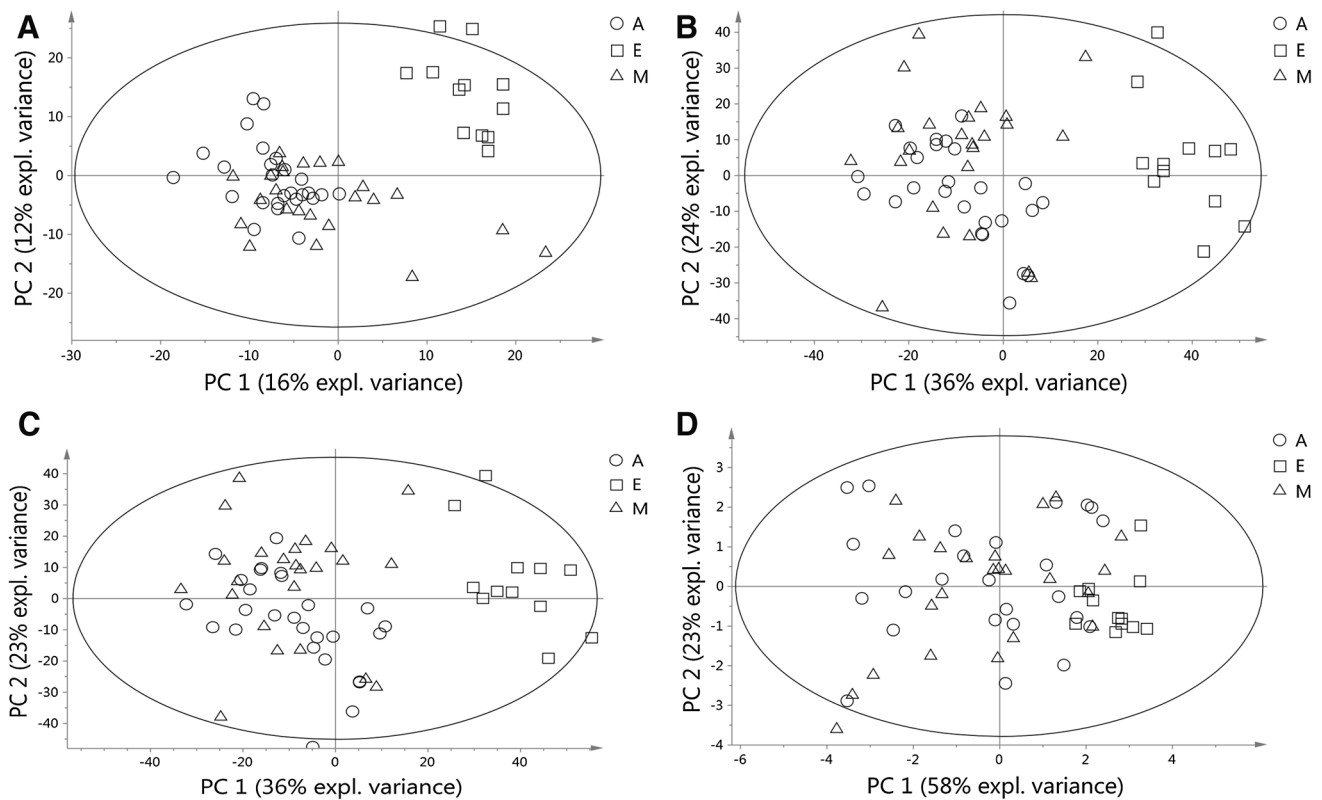 A
PC 2 (12% expl. variance)
20
10
0
-10
-20
-30
-20
-10
0
10
20
PC 1 (16% expl. variance)
A
E
M
B
PC 2 (24% expl. variance)
40
30
20
10
0
-10
-20
-30
-40
-40
-20
0
20
40
PC 1 (36% expl. variance)
A
E
M
C
PC 2 (23% expl. variance)
40
30
20
10
0
-10
-20
-30
-40
-40
-20
0
20
40
PC 1 (36% expl. variance)
A
E
M
D
PC 2 (23% expl. variance)
3
2
1
0
-1
-2
-3
-4
-6
-4
-2
0
2
4
PC 1 (58% expl. variance)
A
E
M